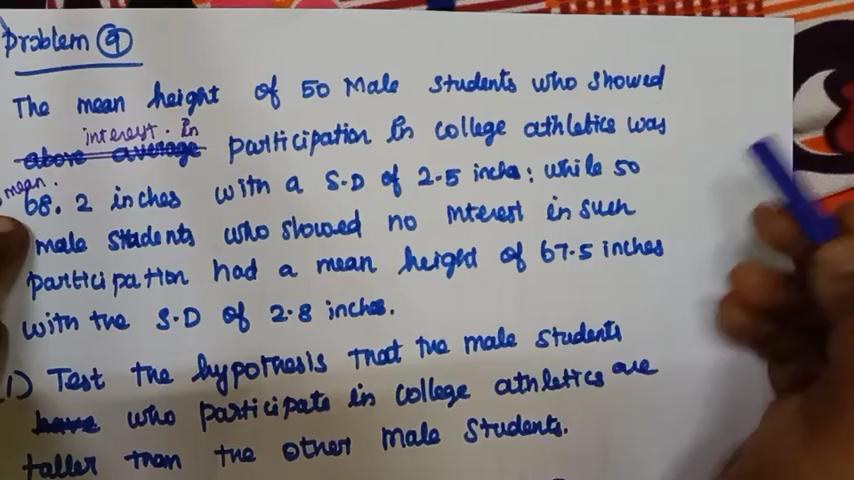 Problem 9
The mean height of 50 Male students who showed
interest. in
above average participation in college athletics was
mean.
68.2 inches with a S.D of 2.5 inches: while 50
male students who showed no interest in such
participation had a mean height of 67.5 inches
with the S.D of 2.8 inches.
1) Test the hypothesis that the male students
have who participate in college athletics are
taller than the other male students.